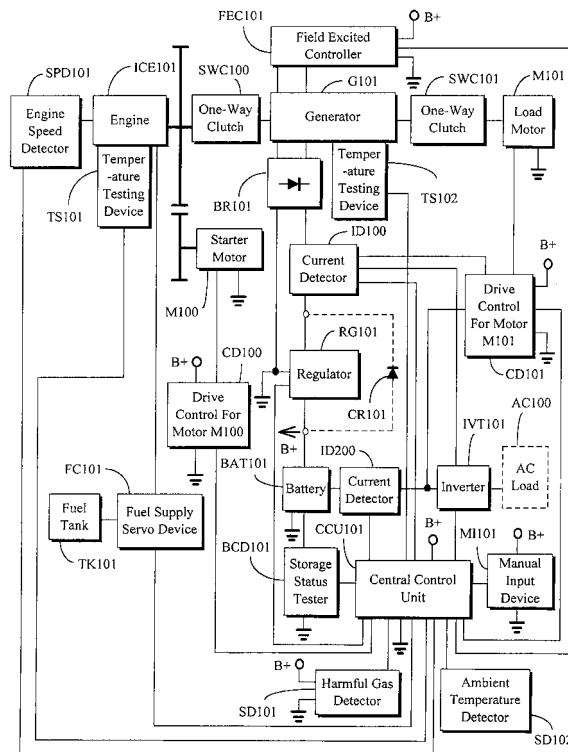 FEC101
B+
Field Excited
Controller
SPD101
ICE101
SWC100
G101
SWC101
M101
Engine
Speed
Detector
Engine
One-Way
Clutch
Generator
One-Way
Clutch
Load
Motor
Temper
-ature
Testing
Device
TS101
BR101
Temper
-ature
Testing
Device
TS102
ID100
Starter
Motor
M100
Current
Detector
B+
Drive
Control
For Motor
M101
CD101
RG101
B+
CD100
Regulator
CR101
Drive
Control For
Motor M100
AC100
IVT101
B+
BAT101
ID200
FC101
Battery
Current
Detector
Inverter
AC
Load
Fuel
Tank
Fuel Supply
Servo Device
TK101
CCU101
B+
MI101
B+
BCD101
Storage
Status
Tester
Central Control
Unit
Manual
Input
Device
B+
Harmful Gas
Detector
SD101
Ambient
Temperature
Detector
SD102